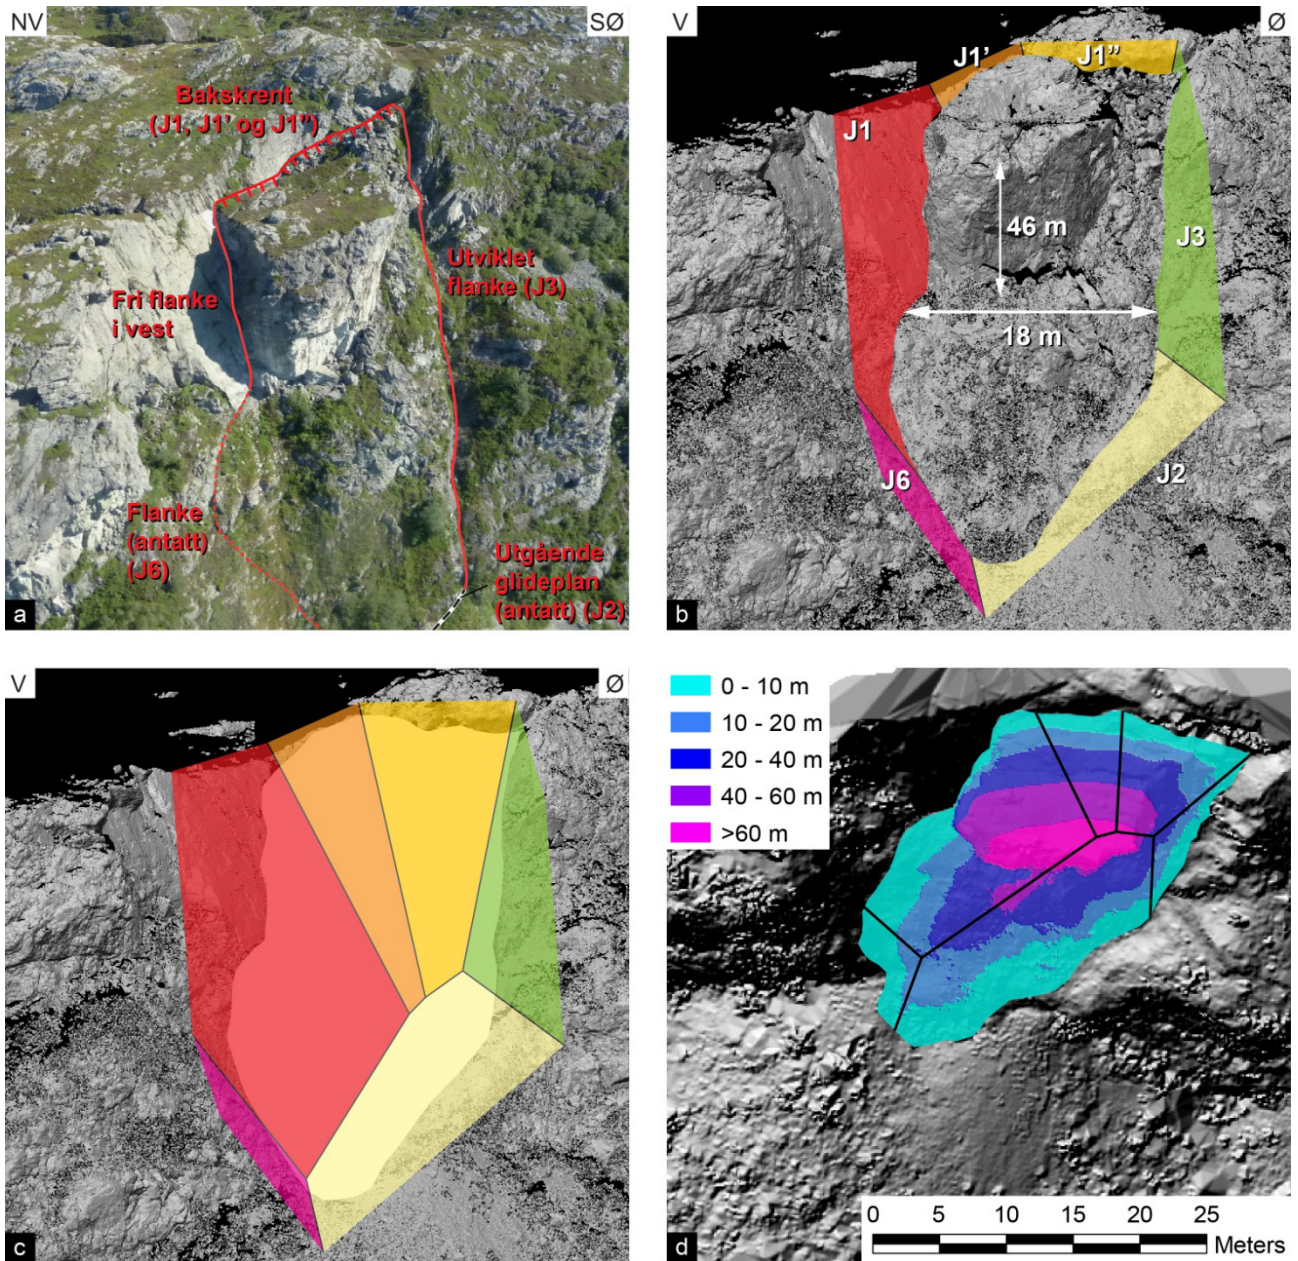 NV
SØ
Bakskrent
(J1, J1’ og J1”)
Utviklet
flanke (J3)
Fri flanke
i vest
Flanke
(antatt)
(J6)
Utgående
glideplan
(antatt) (J2)
a
V
Ø
J1’
J1”
J1
46 m
J3
18 m
J6
J2
b
V
Ø
c
0 - 10 m
10 - 20 m
20 - 40 m
40 - 60 m
>60 m
0 5 10 15 20 25
Meters
d